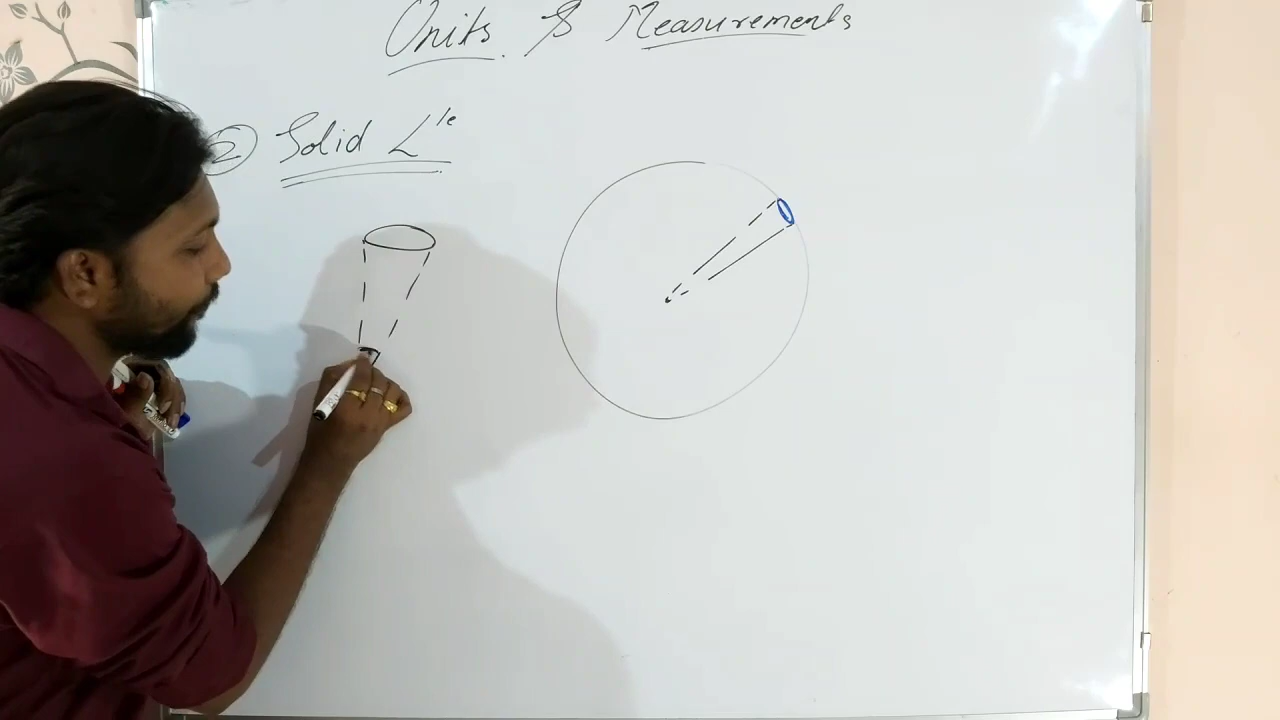 Units & Measurements
② Solid ∠le